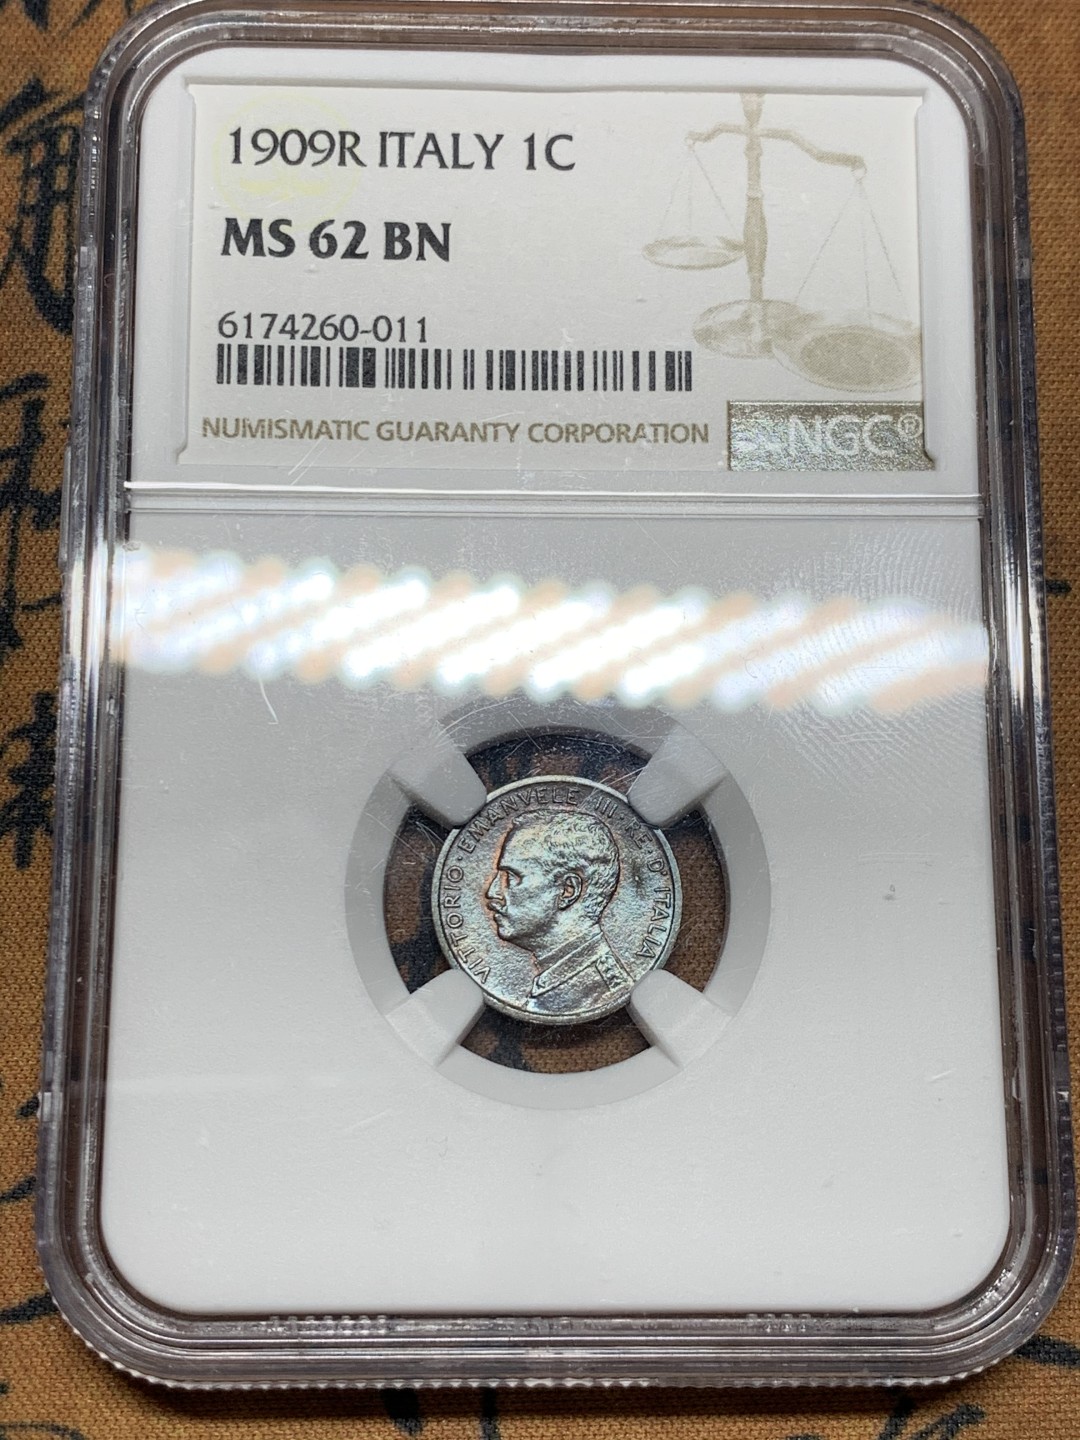 1909R ITALY 1C
MS 62 BN
6174260-011
NUMISMATIC GUARANTY CORPORATION
NGC®
VITTORIO · EMANVELE · III · RE · D' ITALIA